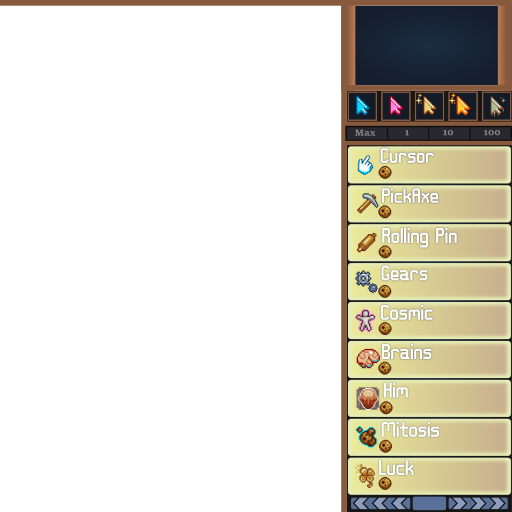 Max 1 10 100
Cursor
PickAxe
Rolling Pin
Gears
Cosmic
Brains
Him
Mitosis
Luck